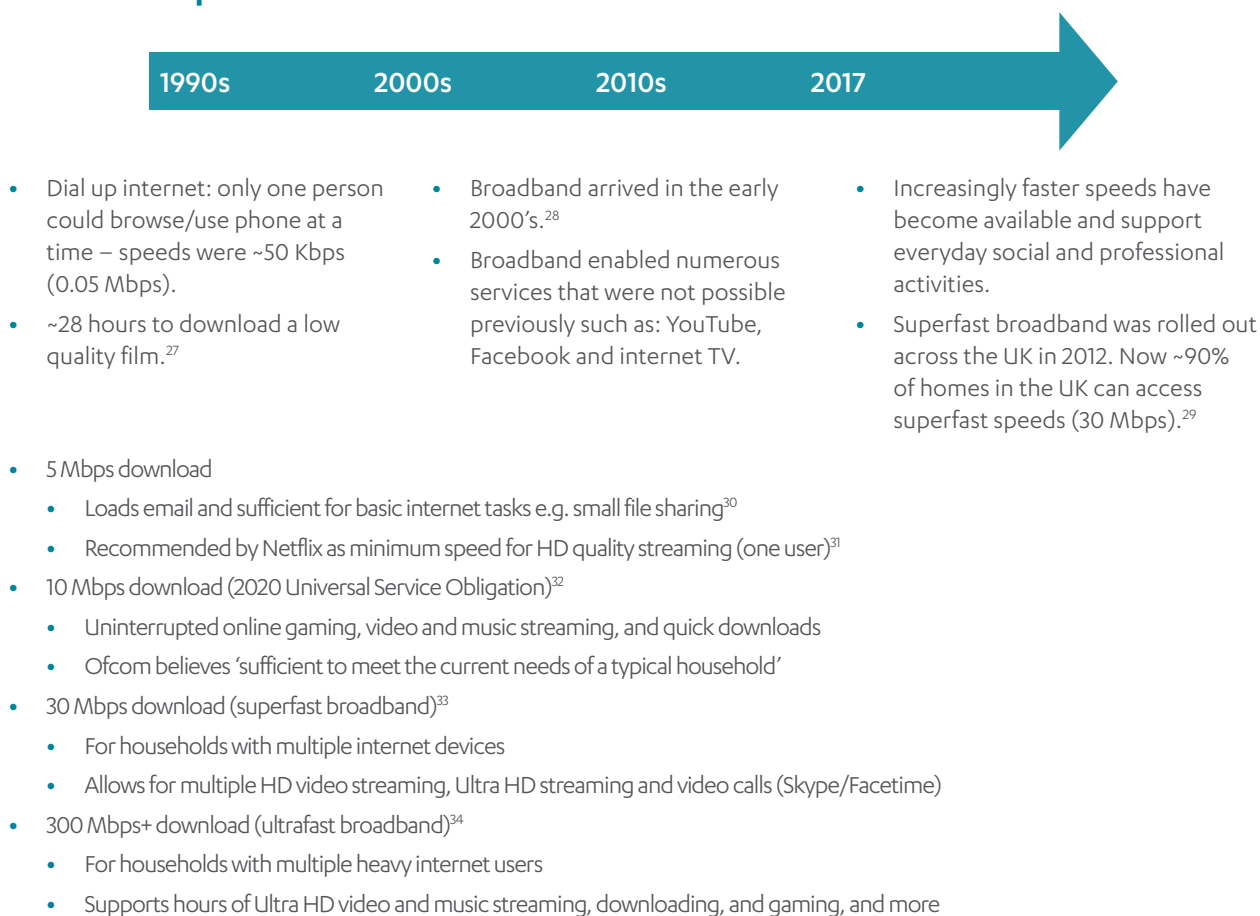 1990s 2000s 2010s 2017
• Dial up internet: only one person
could browse/use phone at a
time – speeds were ~50 Kbps
(0.05 Mbps).
• ~28 hours to download a low
quality film.27
• Broadband arrived in the early
2000’s.28
• Broadband enabled numerous
services that were not possible
previously such as: YouTube,
Facebook and internet TV.
• Increasingly faster speeds have
become available and support
everyday social and professional
activities.
• Superfast broadband was rolled out
across the UK in 2012. Now ~90%
of homes in the UK can access
superfast speeds (30 Mbps).29
• 5 Mbps download
• Loads email and sufficient for basic internet tasks e.g. small file sharing30
• Recommended by Netflix as minimum speed for HD quality streaming (one user)31
• 10 Mbps download (2020 Universal Service Obligation)32
• Uninterrupted online gaming, video and music streaming, and quick downloads
• Ofcom believes ‘sufficient to meet the current needs of a typical household’
• 30 Mbps download (superfast broadband)33
• For households with multiple internet devices
• Allows for multiple HD video streaming, Ultra HD streaming and video calls (Skype/Facetime)
• 300 Mbps+ download (ultrafast broadband)34
• For households with multiple heavy internet users
• Supports hours of Ultra HD video and music streaming, downloading, and gaming, and more